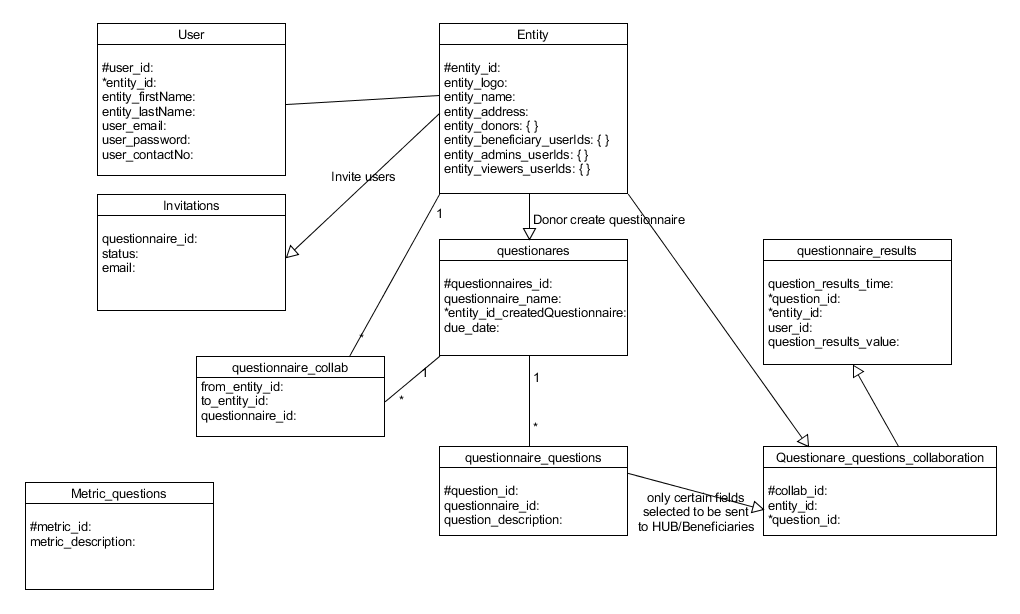 User
#user_id:
*entity_id:
entity_firstName:
entity_lastName:
user_email:
user_password:
user_contactNo:
Entity
#entity_id:
entity_logo:
entity_name:
entity_address:
entity_donors: { }
entity_beneficiary_userIds: { }
entity_admins_userIds: { }
entity_viewers_userIds: { }
Invite users
Invitations
questionnaire_id:
status:
email:
1
Donor create questionnaire
questionares
#questionnaires_id:
questionnaire_name:
*entity_id_createdQuestionnaire:
due_date:
questionnaire_results
question_results_time:
*question_id:
*entity_id:
user_id:
question_results_value:
*
questionnaire_collab
from_entity_id:
to_entity_id:
questionnaire_id:
1
*
1
*
questionnaire_questions
#question_id:
questionnaire_id:
question_description:
only certain fields
selected to be sent
to HUB/Beneficiaries
Questionare_questions_collaboration
#collab_id:
entity_id:
*question_id:
Metric_questions
#metric_id:
metric_description: